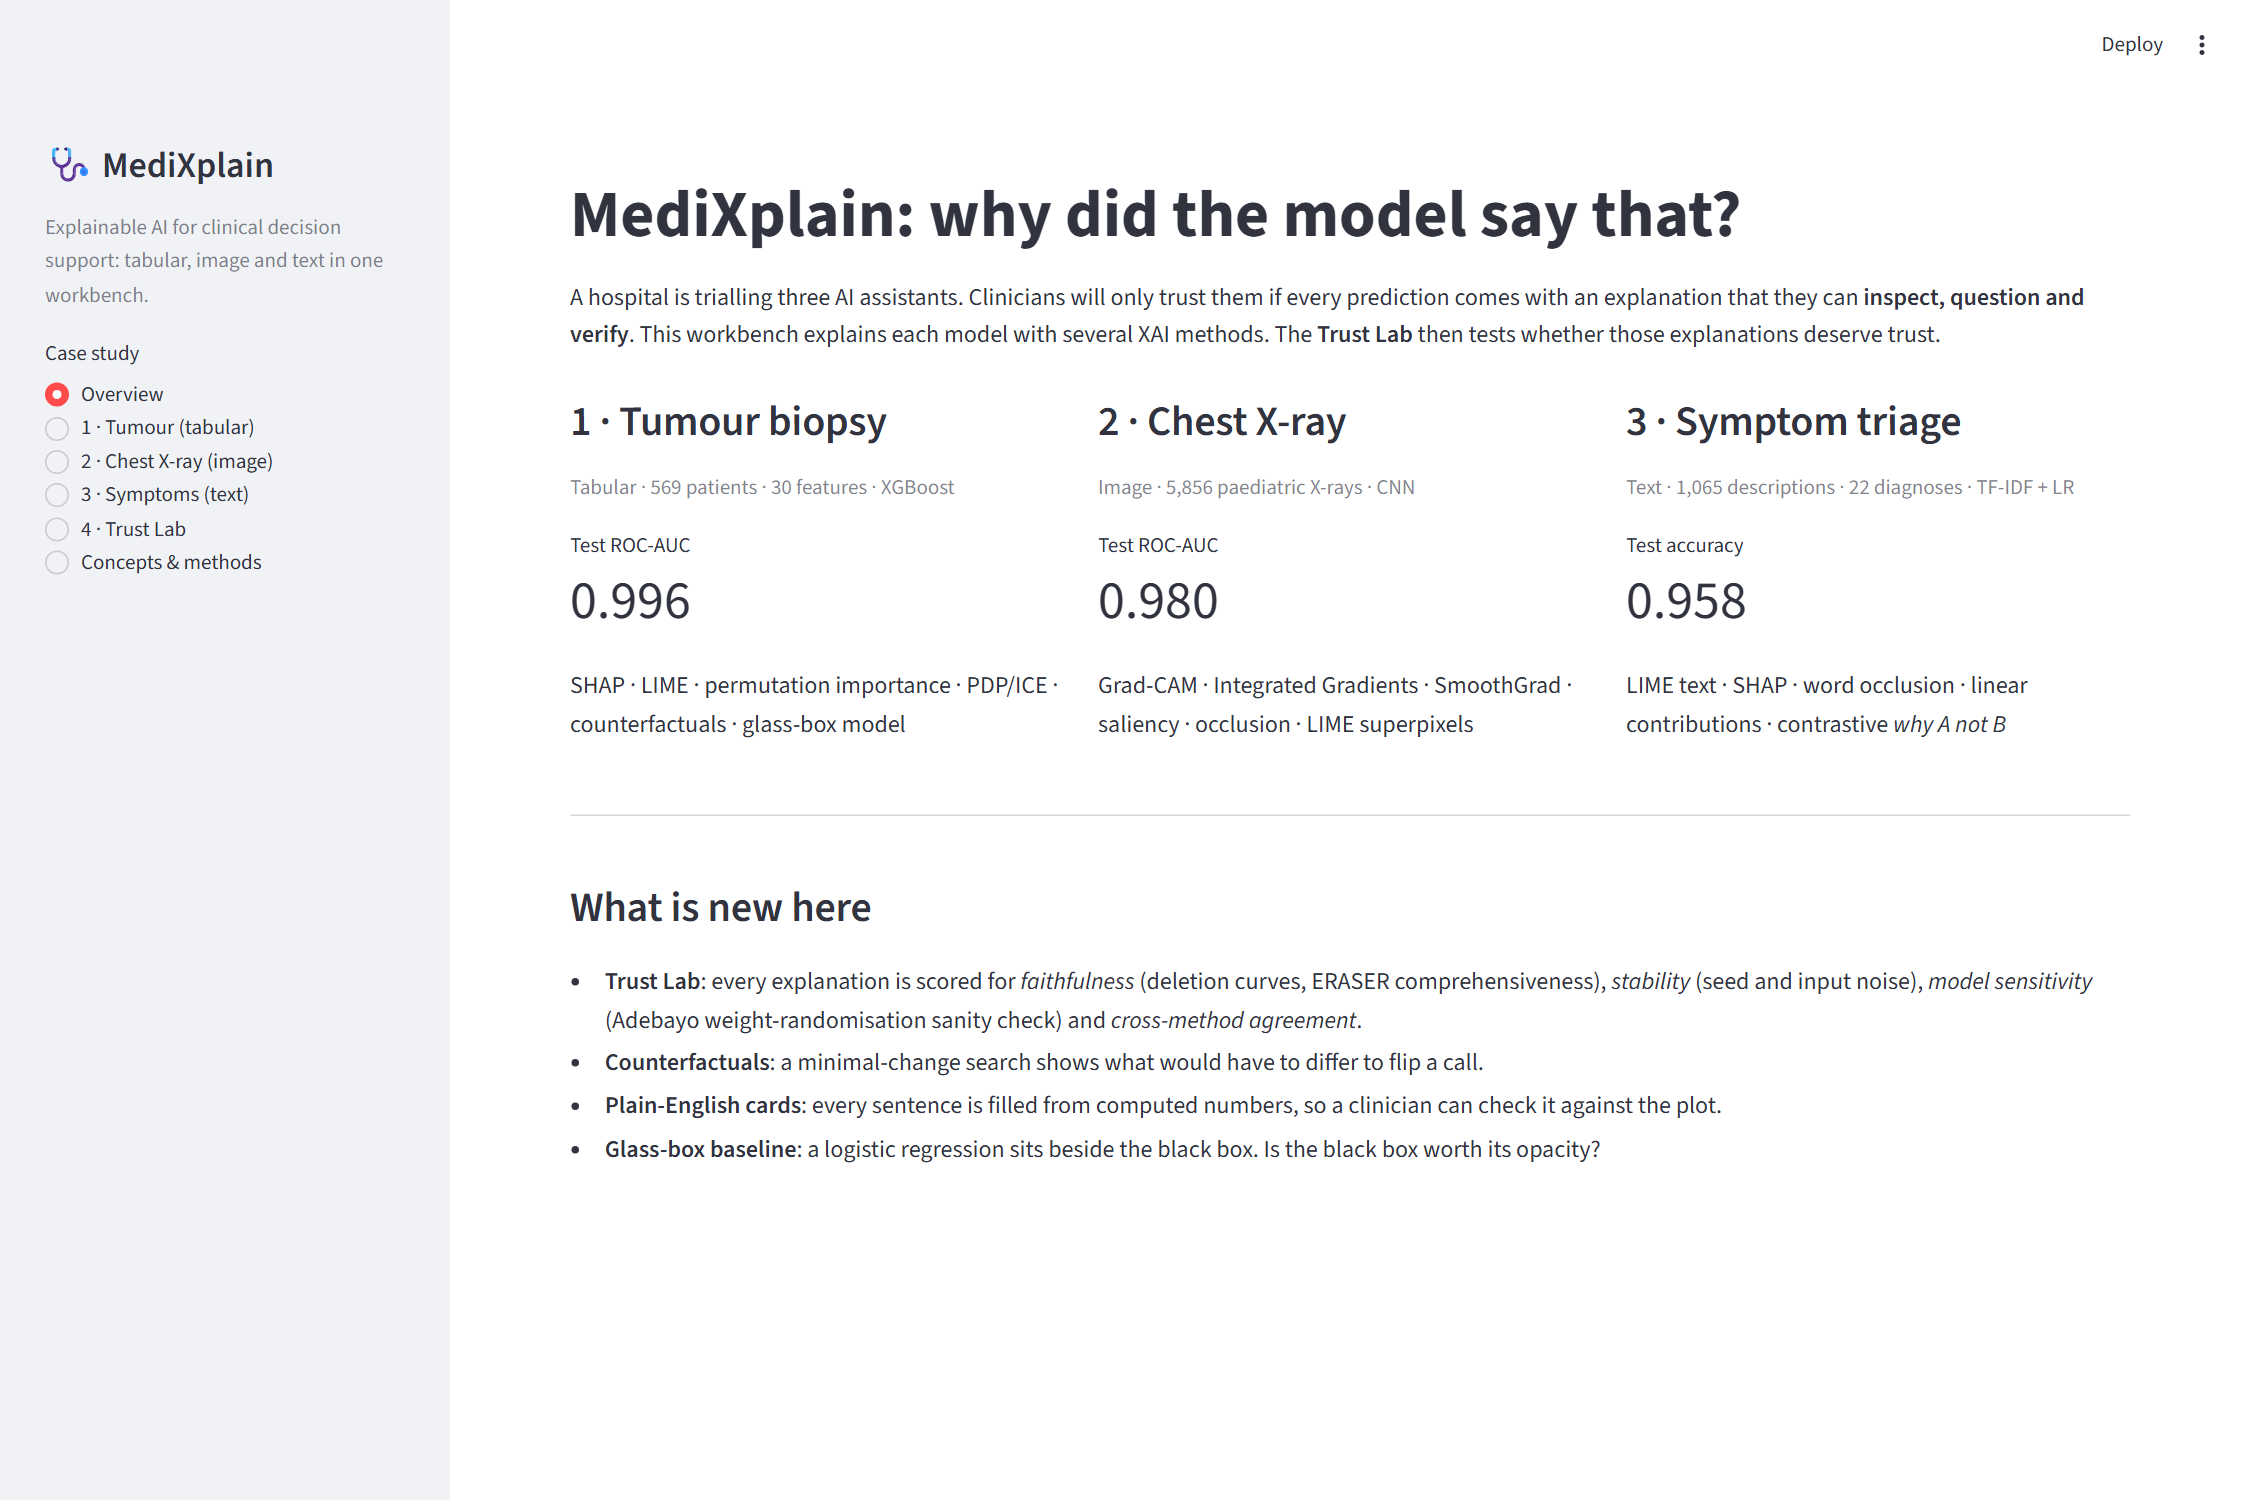 Deploy
MediXplain
Explainable AI for clinical decision
support: tabular, image and text in one
workbench.
Case study
Overview
1 · Tumour (tabular)
2 · Chest X-ray (image)
3 · Symptoms (text)
4 · Trust Lab
Concepts & methods
MediXplain: why did the model say that?
A hospital is trialling three AI assistants. Clinicians will only trust them if every prediction comes with an explanation that they can inspect, question and
verify. This workbench explains each model with several XAI methods. The Trust Lab then tests whether those explanations deserve trust.
1 · Tumour biopsy
Tabular · 569 patients · 30 features · XGBoost
Test ROC-AUC
0.996
SHAP · LIME · permutation importance · PDP/ICE ·
counterfactuals · glass-box model
2 · Chest X-ray
Image · 5,856 paediatric X-rays · CNN
Test ROC-AUC
0.980
Grad-CAM · Integrated Gradients · SmoothGrad ·
saliency · occlusion · LIME superpixels
3 · Symptom triage
Text · 1,065 descriptions · 22 diagnoses · TF-IDF + LR
Test accuracy
0.958
LIME text · SHAP · word occlusion · linear
contributions · contrastive why A not B
What is new here
• Trust Lab: every explanation is scored for faithfulness (deletion curves, ERASER comprehensiveness), stability (seed and input noise), model sensitivity
(Adebayo weight-randomisation sanity check) and cross-method agreement.
• Counterfactuals: a minimal-change search shows what would have to differ to flip a call.
• Plain-English cards: every sentence is filled from computed numbers, so a clinician can check it against the plot.
• Glass-box baseline: a logistic regression sits beside the black box. Is the black box worth its opacity?